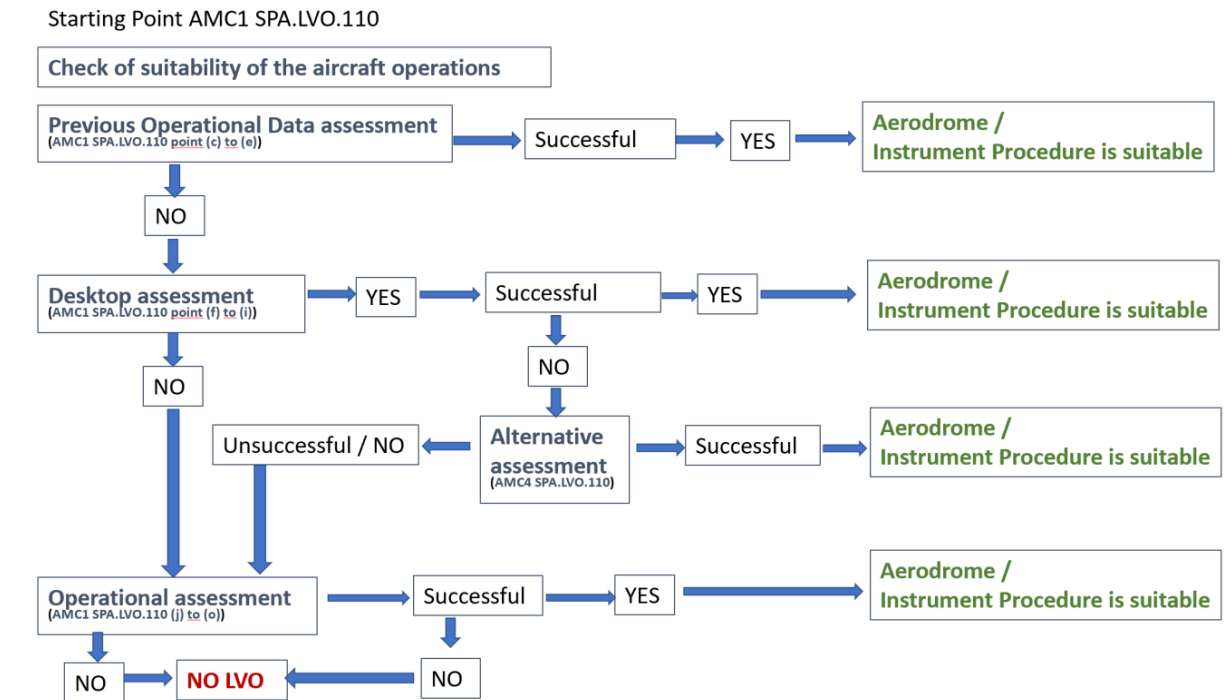 Starting Point AMC1 SPA.LVO.110
Check of suitability of the aircraft operations
Previous Operational Data assessment
(AMC1 SPA.LVO.110 point (c) to (e))
Successful
YES
Aerodrome /
Instrument Procedure is suitable
NO
Desktop assessment
(AMC1 SPA.LVO.110 point (f) to (i))
YES
Successful
YES
Aerodrome /
Instrument Procedure is suitable
NO
NO
Unsuccessful / NO
Alternative
assessment
(AMC4 SPA.LVO.110)
Successful
Aerodrome /
Instrument Procedure is suitable
Operational assessment
(AMC1 SPA.LVO.110 (j) to (o))
Successful
YES
Aerodrome /
Instrument Procedure is suitable
NO
NO LVO
NO